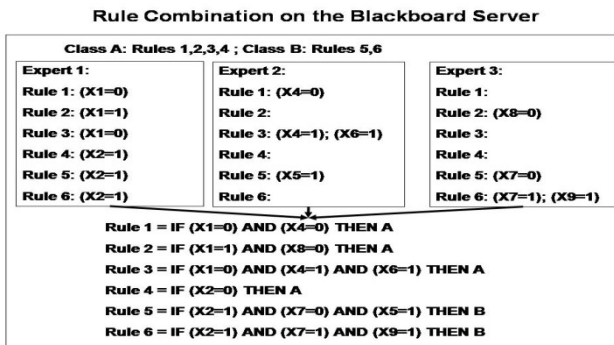 Rule Combination on the Blackboard Server
Class A: Rules 1,2,3,4 ; Class B: Rules 5,6
Expert 1:
Rule 1: (X1=0)
Rule 2: (X1=1)
Rule 3: (X1=0)
Rule 4: (X2=1)
Rule 5: (X2=1)
Rule 6: (X2=1)
Expert 2:
Rule 1: (X4=0)
Rule 2:
Rule 3: (X4=1); (X6=1)
Rule 4:
Rule 5: (X5=1)
Rule 6:
Expert 3:
Rule 1:
Rule 2: (X8=0)
Rule 3:
Rule 4:
Rule 5: (X7=0)
Rule 6: (X7=1); (X9=1)
Rule 1 = IF (X1=0) AND (X4=0) THEN A
Rule 2 = IF (X1=1) AND (X8=0) THEN A
Rule 3 = IF (X1=0) AND (X4=1) AND (X6=1) THEN A
Rule 4 = IF (X2=0) THEN A
Rule 5 = IF (X2=1) AND (X7=0) AND (X5=1) THEN B
Rule 6 = IF (X2=1) AND (X7=1) AND (X9=1) THEN B